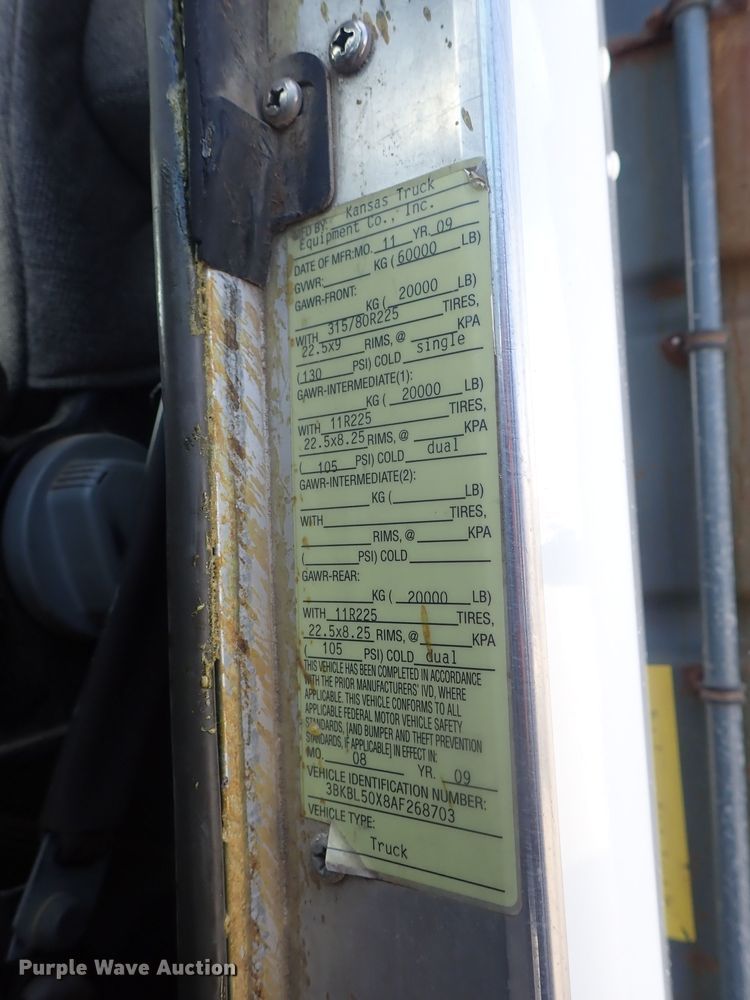 MFD BY: Kansas Truck
Equipment Co., Inc.
DATE OF MFR:MO. 11 YR. 09
GVWR: KG ( 60000 LB)
GAWR-FRONT:
KG ( 20000 LB)
WITH 315/80R225 TIRES,
22.5x9 RIMS, @ KPA
(130 PSI) COLD single
GAWR-INTERMEDIATE(1):
KG ( 20000 LB)
WITH 11R225 TIRES,
22.5x8.25 RIMS, @ KPA
( 105 PSI) COLD dual
GAWR-INTERMEDIATE(2):
KG ( LB)
WITH TIRES,
RIMS, @ KPA
( PSI) COLD
GAWR-REAR:
KG ( 20000 LB)
WITH 11R225 TIRES,
22.5x8.25 RIMS, @ KPA
( 105 PSI) COLD dual
THIS VEHICLE HAS BEEN COMPLETED IN ACCORDANCE
WITH THE PRIOR MANUFACTURERS' IVD, WHERE
APPLICABLE. THIS VEHICLE CONFORMS TO ALL
APPLICABLE FEDERAL MOTOR VEHICLE SAFETY
STANDARDS, [AND BUMPER AND THEFT PREVENTION
STANDARDS, IF APPLICABLE] IN EFFECT IN:
MO. 08 YR. 09
VEHICLE IDENTIFICATION NUMBER:
3BKBL50X8AF268703
VEHICLE TYPE:
Truck
Purple Wave Auction